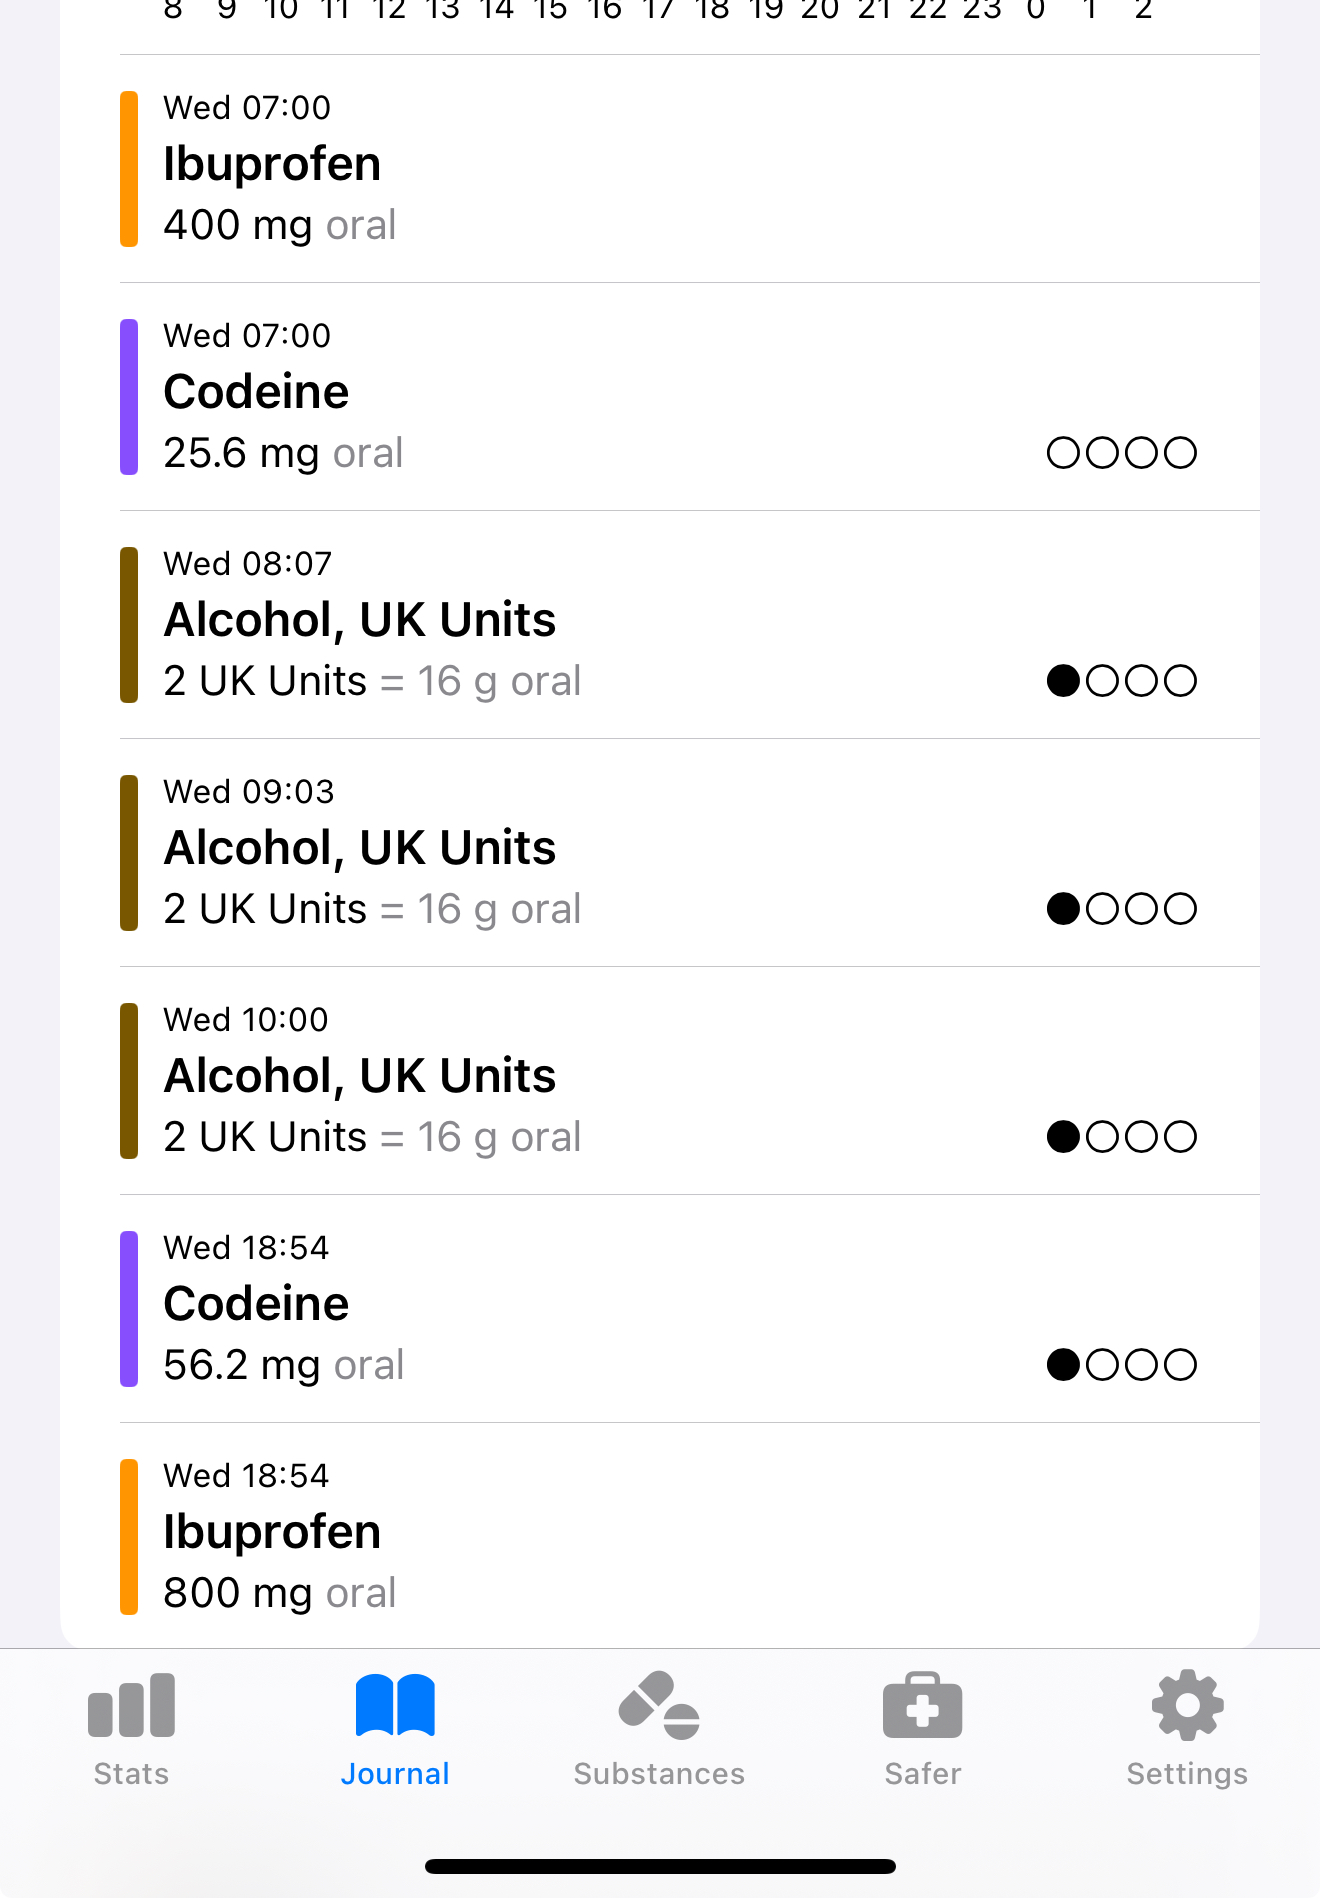 8 9 10 11 12 13 14 15 16 17 18 19 20 21 22 23 0 1 2
Wed 07:00
Ibuprofen
400 mg oral
Wed 07:00
Codeine
25.6 mg oral
Wed 08:07
Alcohol, UK Units
2 UK Units = 16 g oral
Wed 09:03
Alcohol, UK Units
2 UK Units = 16 g oral
Wed 10:00
Alcohol, UK Units
2 UK Units = 16 g oral
Wed 18:54
Codeine
56.2 mg oral
Wed 18:54
Ibuprofen
800 mg oral
Stats Journal Substances Safer Settings